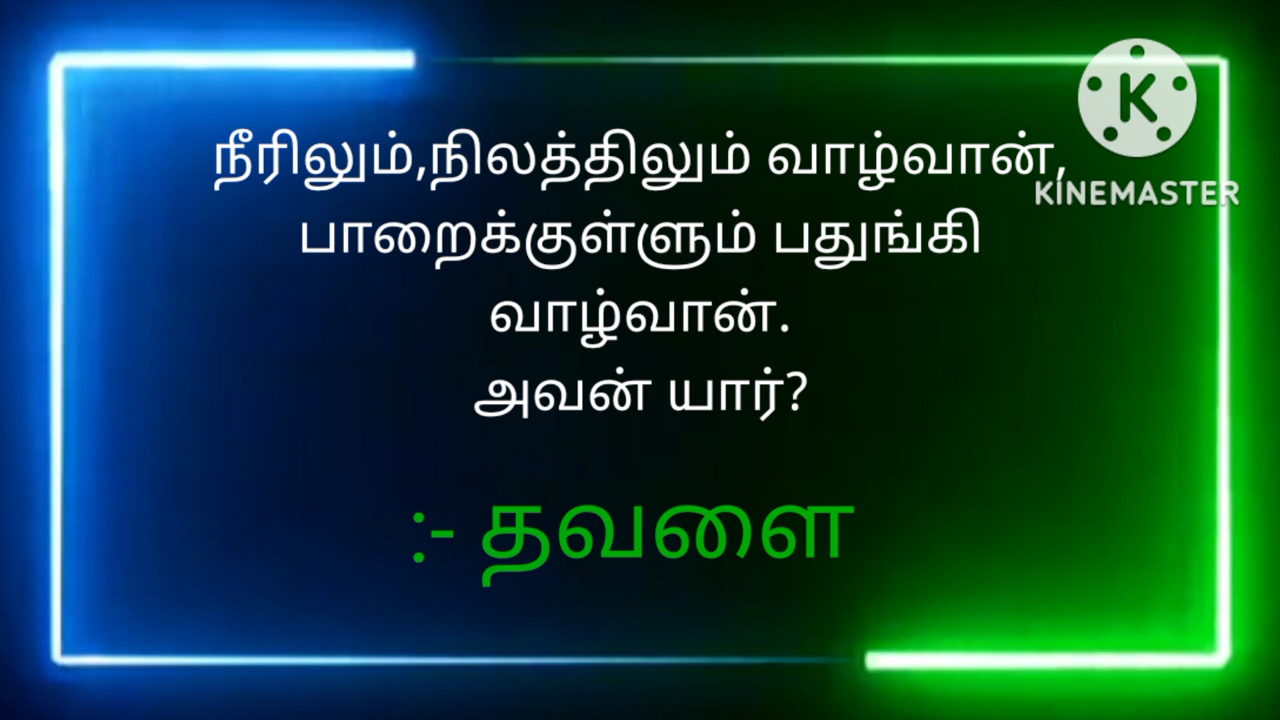 நீரிலும்,நிலத்திலும் வாழ்வான்,
பாறைக்குள்ளும் பதுங்கி
வாழ்வான்.
அவன் யார்?
:- தவளை
K
KINEMASTER